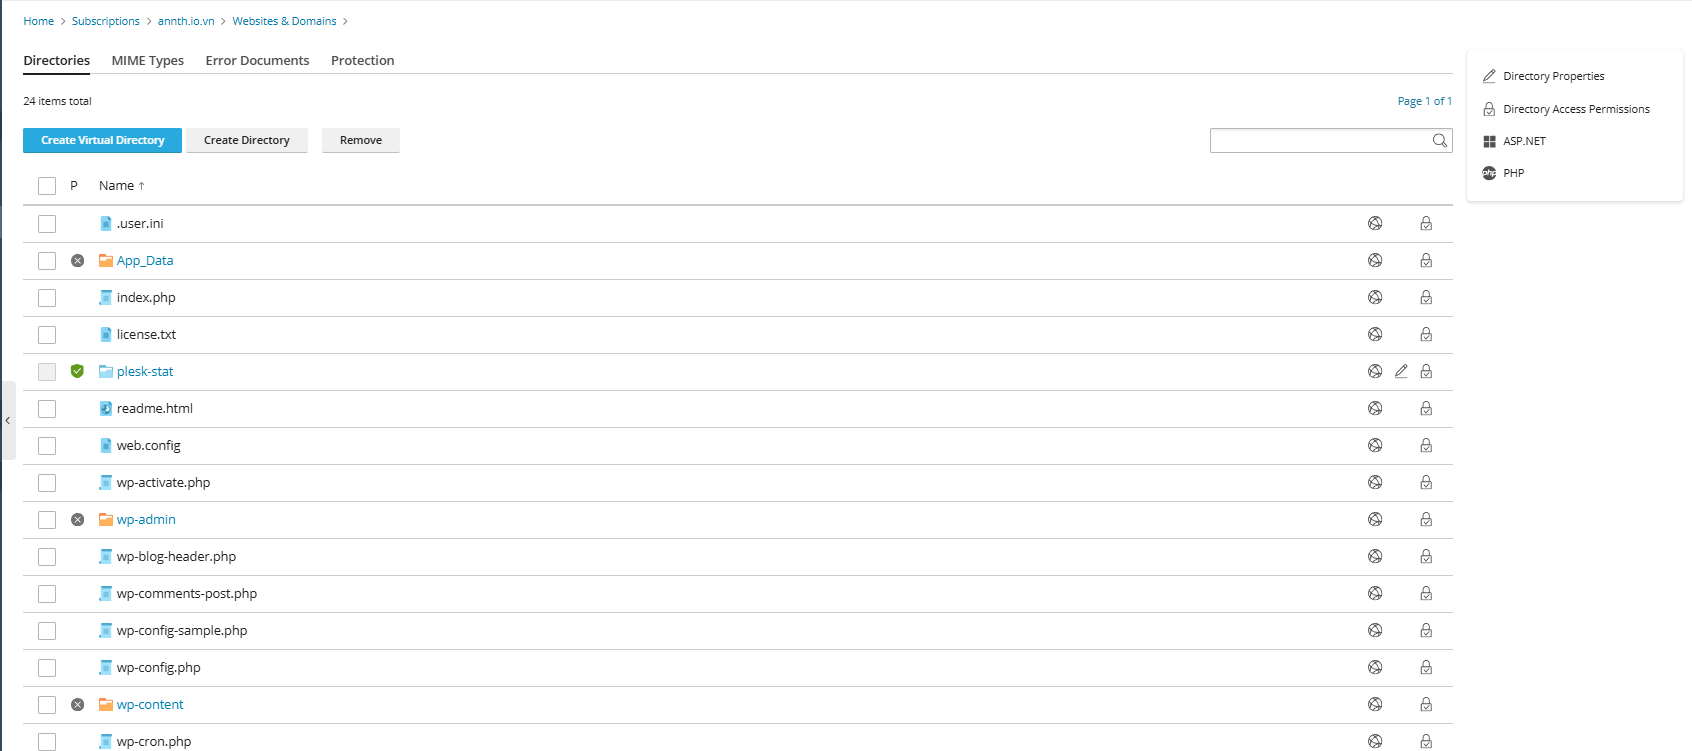 Home > Subscriptions > annth.io.vn > Websites & Domains >
Directories MIME Types Error Documents Protection
24 items total Page 1 of 1
Create Virtual Directory Create Directory Remove
P Name ↑
.user.ini
App_Data
index.php
license.txt
plesk-stat
readme.html
web.config
wp-activate.php
wp-admin
wp-blog-header.php
wp-comments-post.php
wp-config-sample.php
wp-config.php
wp-content
wp-cron.php
Directory Properties
Directory Access Permissions
ASP.NET
php PHP